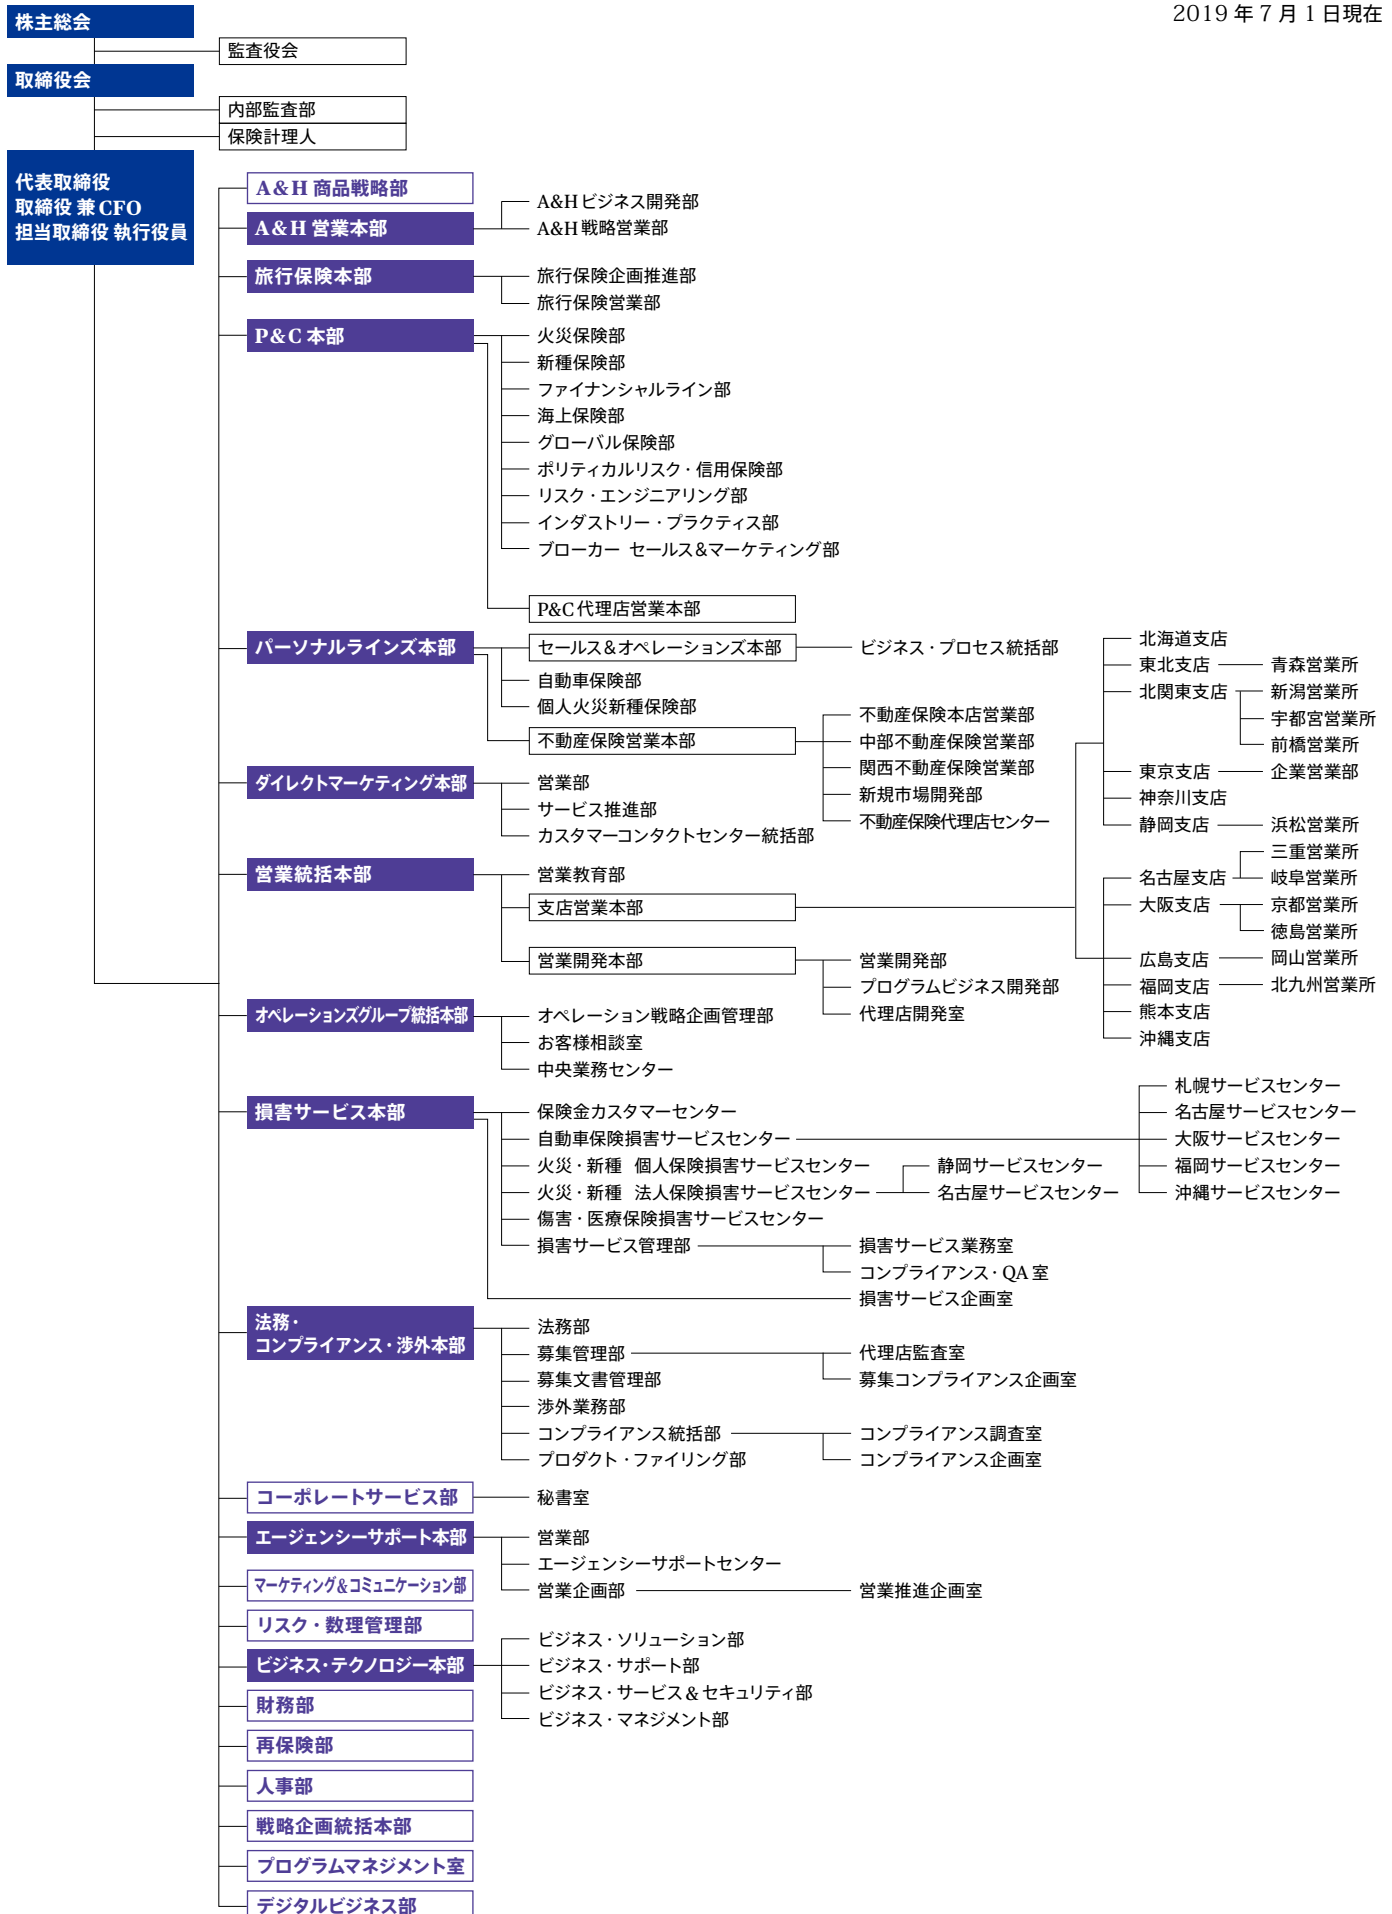 2019年7月1日現在
株主総会
監査役会
取締役会
内部監査部
保険計理人
代表取締役
取締役 兼 CFO
担当取締役 執行役員
A&H 商品戦略部
A&H 営業本部
A&Hビジネス開発部
A&H戦略営業部
旅行保険本部
旅行保険企画推進部
旅行保険営業部
P&C 本部
火災保険部
新種保険部
ファイナンシャルライン部
海上保険部
グローバル保険部
ポリティカルリスク・信用保険部
リスク・エンジニアリング部
インダストリー・プラクティス部
ブローカー セールス&マーケティング部
P&C代理店営業本部
パーソナルラインズ本部
セールス&オペレーションズ本部
ビジネス・プロセス統括部
自動車保険部
個人火災新種保険部
不動産保険営業本部
不動産保険本店営業部
中部不動産保険営業部
関西不動産保険営業部
新規市場開発部
不動産保険代理店センター
ダイレクトマーケティング本部
営業部
サービス推進部
カスタマーコンタクトセンター統括部
営業統括本部
営業教育部
支店営業本部
北海道支店
東北支店
青森営業所
北関東支店
新潟営業所
宇都宮営業所
前橋営業所
東京支店
企業営業部
神奈川支店
静岡支店
浜松営業所
三重営業所
名古屋支店
岐阜営業所
大阪支店
京都営業所
徳島営業所
広島支店
岡山営業所
福岡支店
北九州営業所
熊本支店
沖縄支店
営業開発本部
営業開発部
プログラムビジネス開発部
代理店開発室
オペレーションズグループ統括本部
オペレーション戦略企画管理部
お客様相談室
中央業務センター
損害サービス本部
保険金カスタマーセンター
自動車保険損害サービスセンター
札幌サービスセンター
名古屋サービスセンター
大阪サービスセンター
福岡サービスセンター
沖縄サービスセンター
火災・新種 個人保険損害サービスセンター
火災・新種 法人保険損害サービスセンター
静岡サービスセンター
名古屋サービスセンター
傷害・医療保険損害サービスセンター
損害サービス管理部
損害サービス業務室
コンプライアンス・QA室
損害サービス企画室
法務・
コンプライアンス・渉外本部
法務部
募集管理部
代理店監査室
募集コンプライアンス企画室
募集文書管理部
渉外業務部
コンプライアンス統括部
コンプライアンス調査室
コンプライアンス企画室
プロダクト・ファイリング部
コーポレートサービス部
秘書室
エージェンシーサポート本部
営業部
エージェンシーサポートセンター
営業企画部
営業推進企画室
マーケティング&コミュニケーション部
リスク・数理管理部
ビジネス・テクノロジー本部
ビジネス・ソリューション部
ビジネス・サポート部
ビジネス・サービス&セキュリティ部
ビジネス・マネジメント部
財務部
再保険部
人事部
戦略企画統括本部
プログラムマネジメント室
デジタルビジネス部